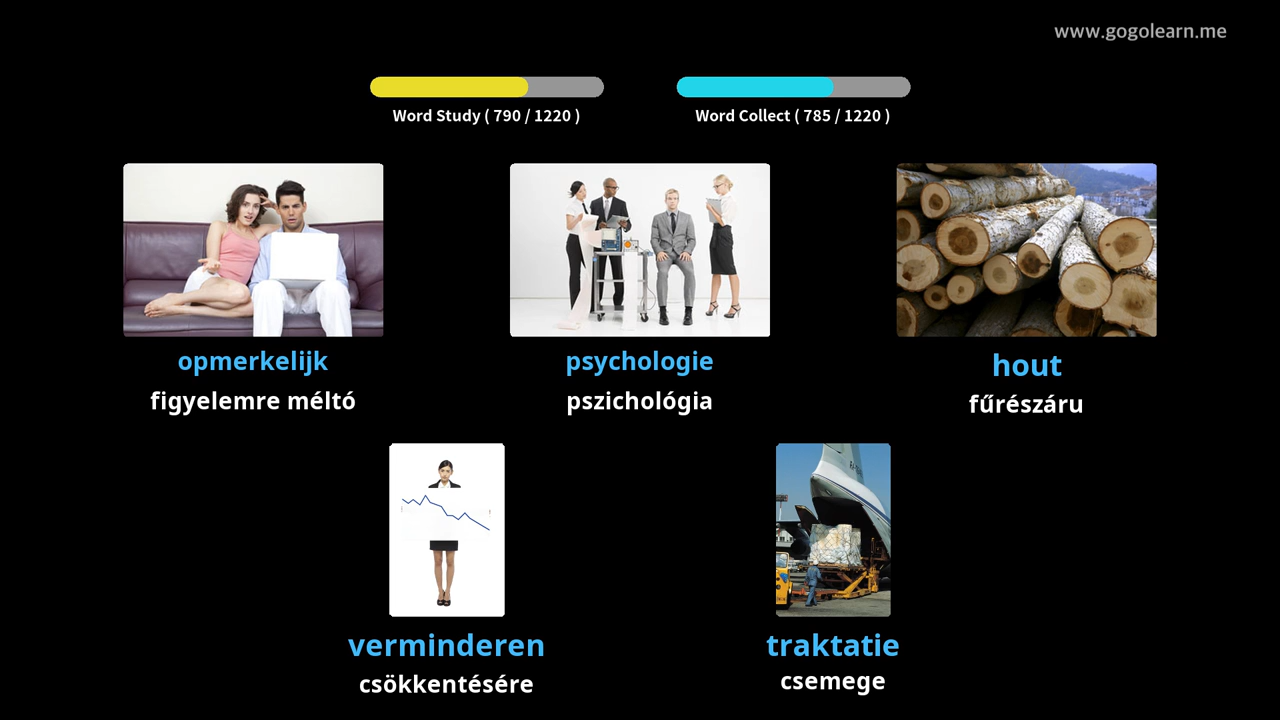 www.gogolearn.me
Word Study ( 790 / 1220 )
Word Collect ( 785 / 1220 )
opmerkelijk
figyelemre méltó
psychologie
pszichológia
hout
fűrészáru
verminderen
csökkentésére
traktatie
csemege